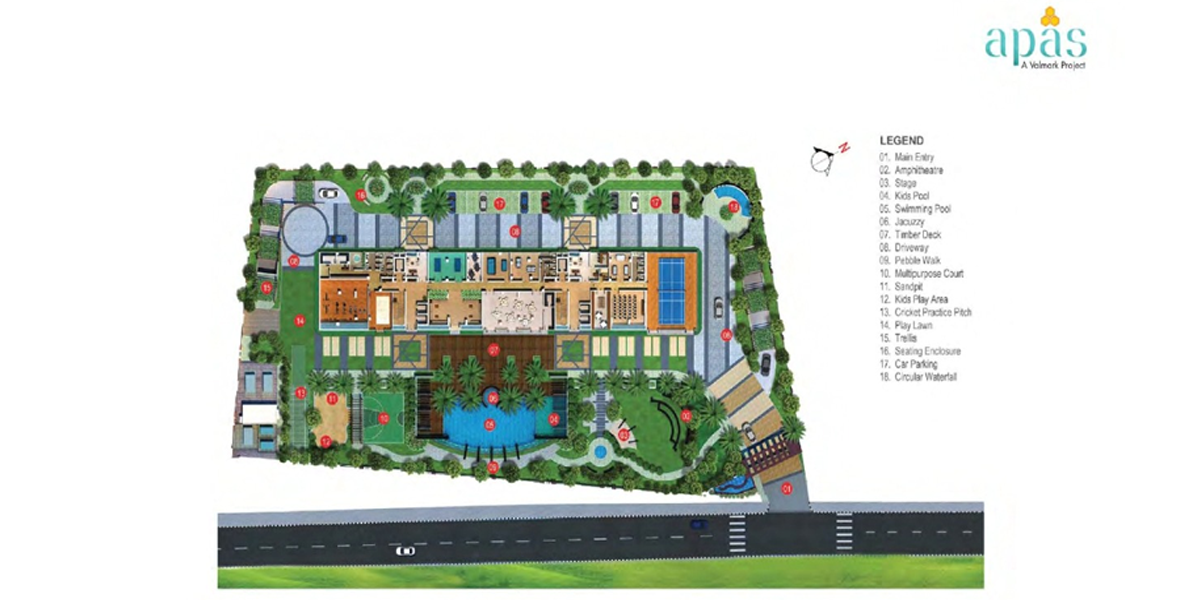 apas
A Valmark Project
N
LEGEND
01. Main Entry
02. Amphitheatre
03. Stage
04. Kids Pool
05. Swimming Pool
06. Jacuzzy
07. Timber Deck
08. Driveway
09. Pebble Walk
10. Multipurpose Court
11. Sandpit
12. Kids Play Area
13. Cricket Practice Pitch
14. Play Lawn
15. Trellis
16. Seating Enclosure
17. Car Parking
18. Circular Waterfall
16
17
17
18
08
08
15
14
08
07
13
11
06
10
05
04
02
03
12
09
01